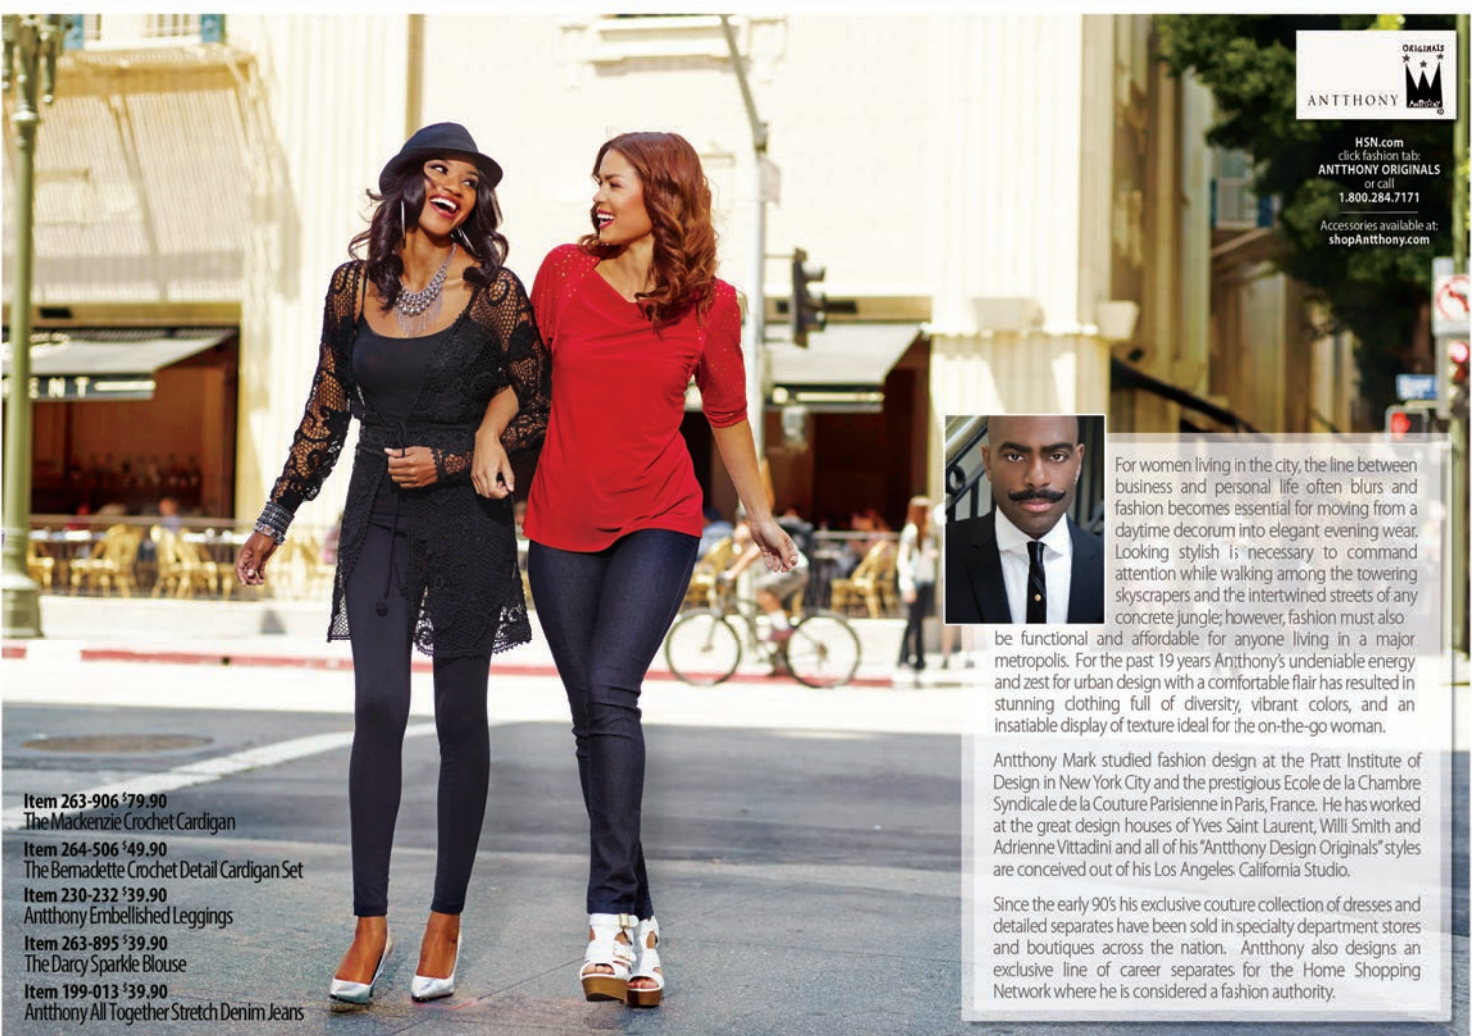 ORIGINALS
ANTTHONY
HSN.com
click fashion tab:
ANTTHONY ORIGINALS
or call
1.800.284.7171
Accessories available at:
shopAntthony.com
For women living in the city, the line between
business and personal life often blurs and
fashion becomes essential for moving from a
daytime decorum into elegant evening wear.
Looking stylish is necessary to command
attention while walking among the towering
skyscrapers and the intertwined streets of any
concrete jungle; however, fashion must also
be functional and affordable for anyone living in a major
metropolis. For the past 19 years Antthony's undeniable energy
and zest for urban design with a comfortable flair has resulted in
stunning clothing full of diversity, vibrant colors, and an
insatiable display of texture ideal for the on-the-go woman.
Antthony Mark studied fashion design at the Pratt Institute of
Design in New York City and the prestigious Ecole de la Chambre
Syndicale de la Couture Parisienne in Paris, France. He has worked
at the great design houses of Yves Saint Laurent, Willi Smith and
Adrienne Vittadini and all of his "Antthony Design Originals" styles
are conceived out of his Los Angeles, California Studio.
Since the early 90's his exclusive couture collection of dresses and
detailed separates have been sold in specialty department stores
and boutiques across the nation. Antthony also designs an
exclusive line of career separates for the Home Shopping
Network where he is considered a fashion authority.
Item 263-906 $79.90
The Mackenzie Crochet Cardigan
Item 264-506 $49.90
The Bernadette Crochet Detail Cardigan Set
Item 230-232 $39.90
Antthony Embellished Leggings
Item 263-895 $39.90
The Darcy Sparkle Blouse
Item 199-013 $39.90
Antthony All Together Stretch Denim Jeans